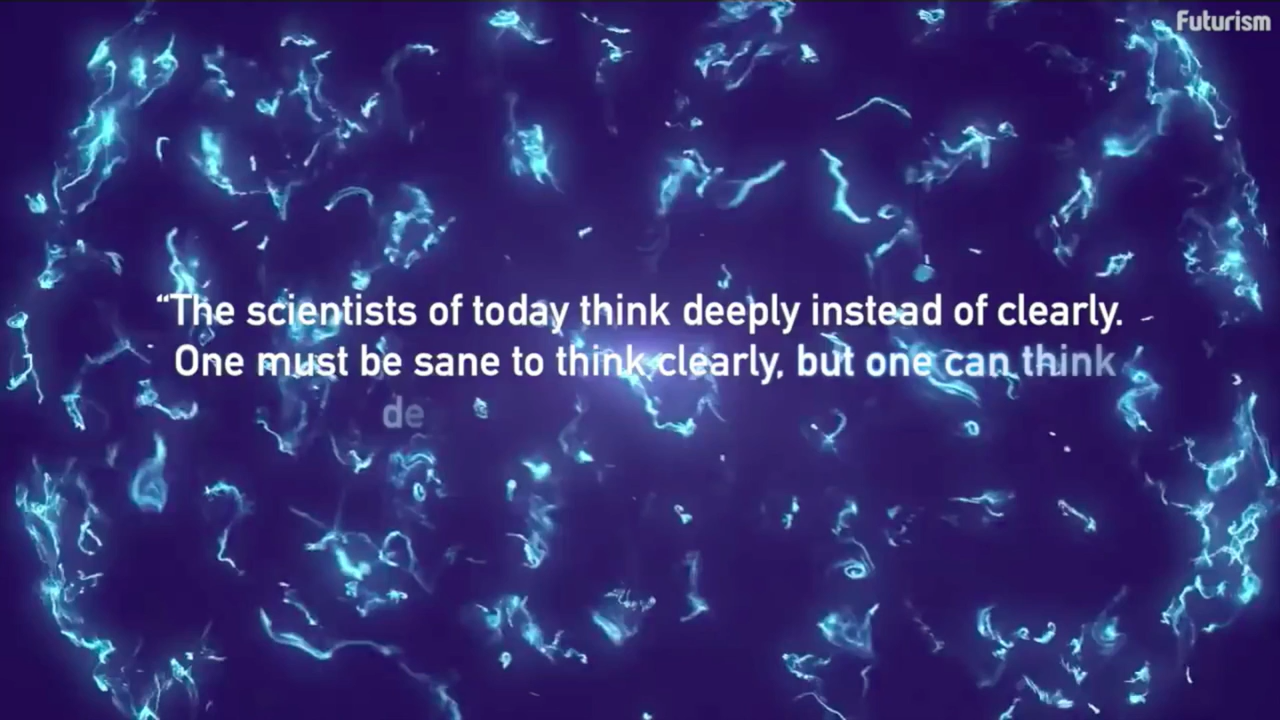 Futurism
“The scientists of today think deeply instead of clearly.
One must be sane to think clearly, but one can think
de